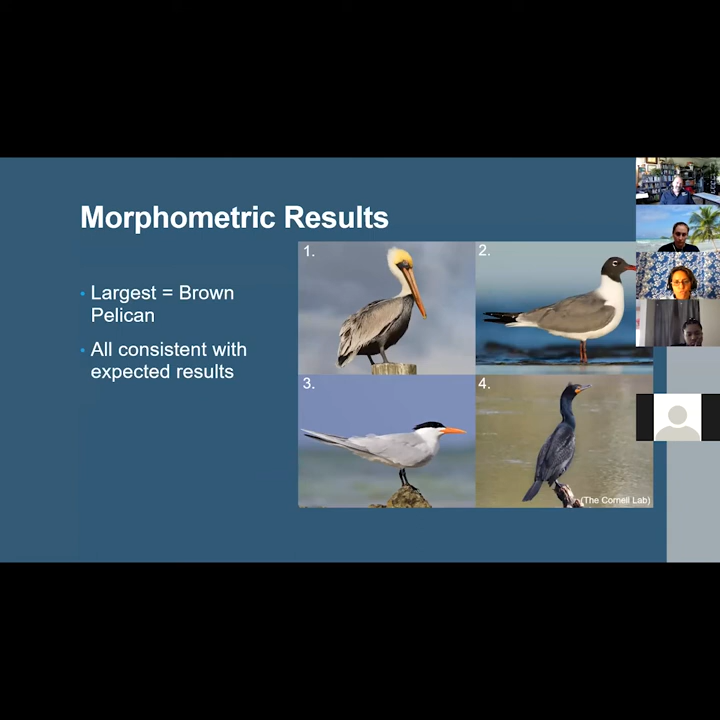 Morphometric Results
• Largest = Brown
Pelican
• All consistent with
expected results
1.
2.
3.
4.
(The Cornell Lab)